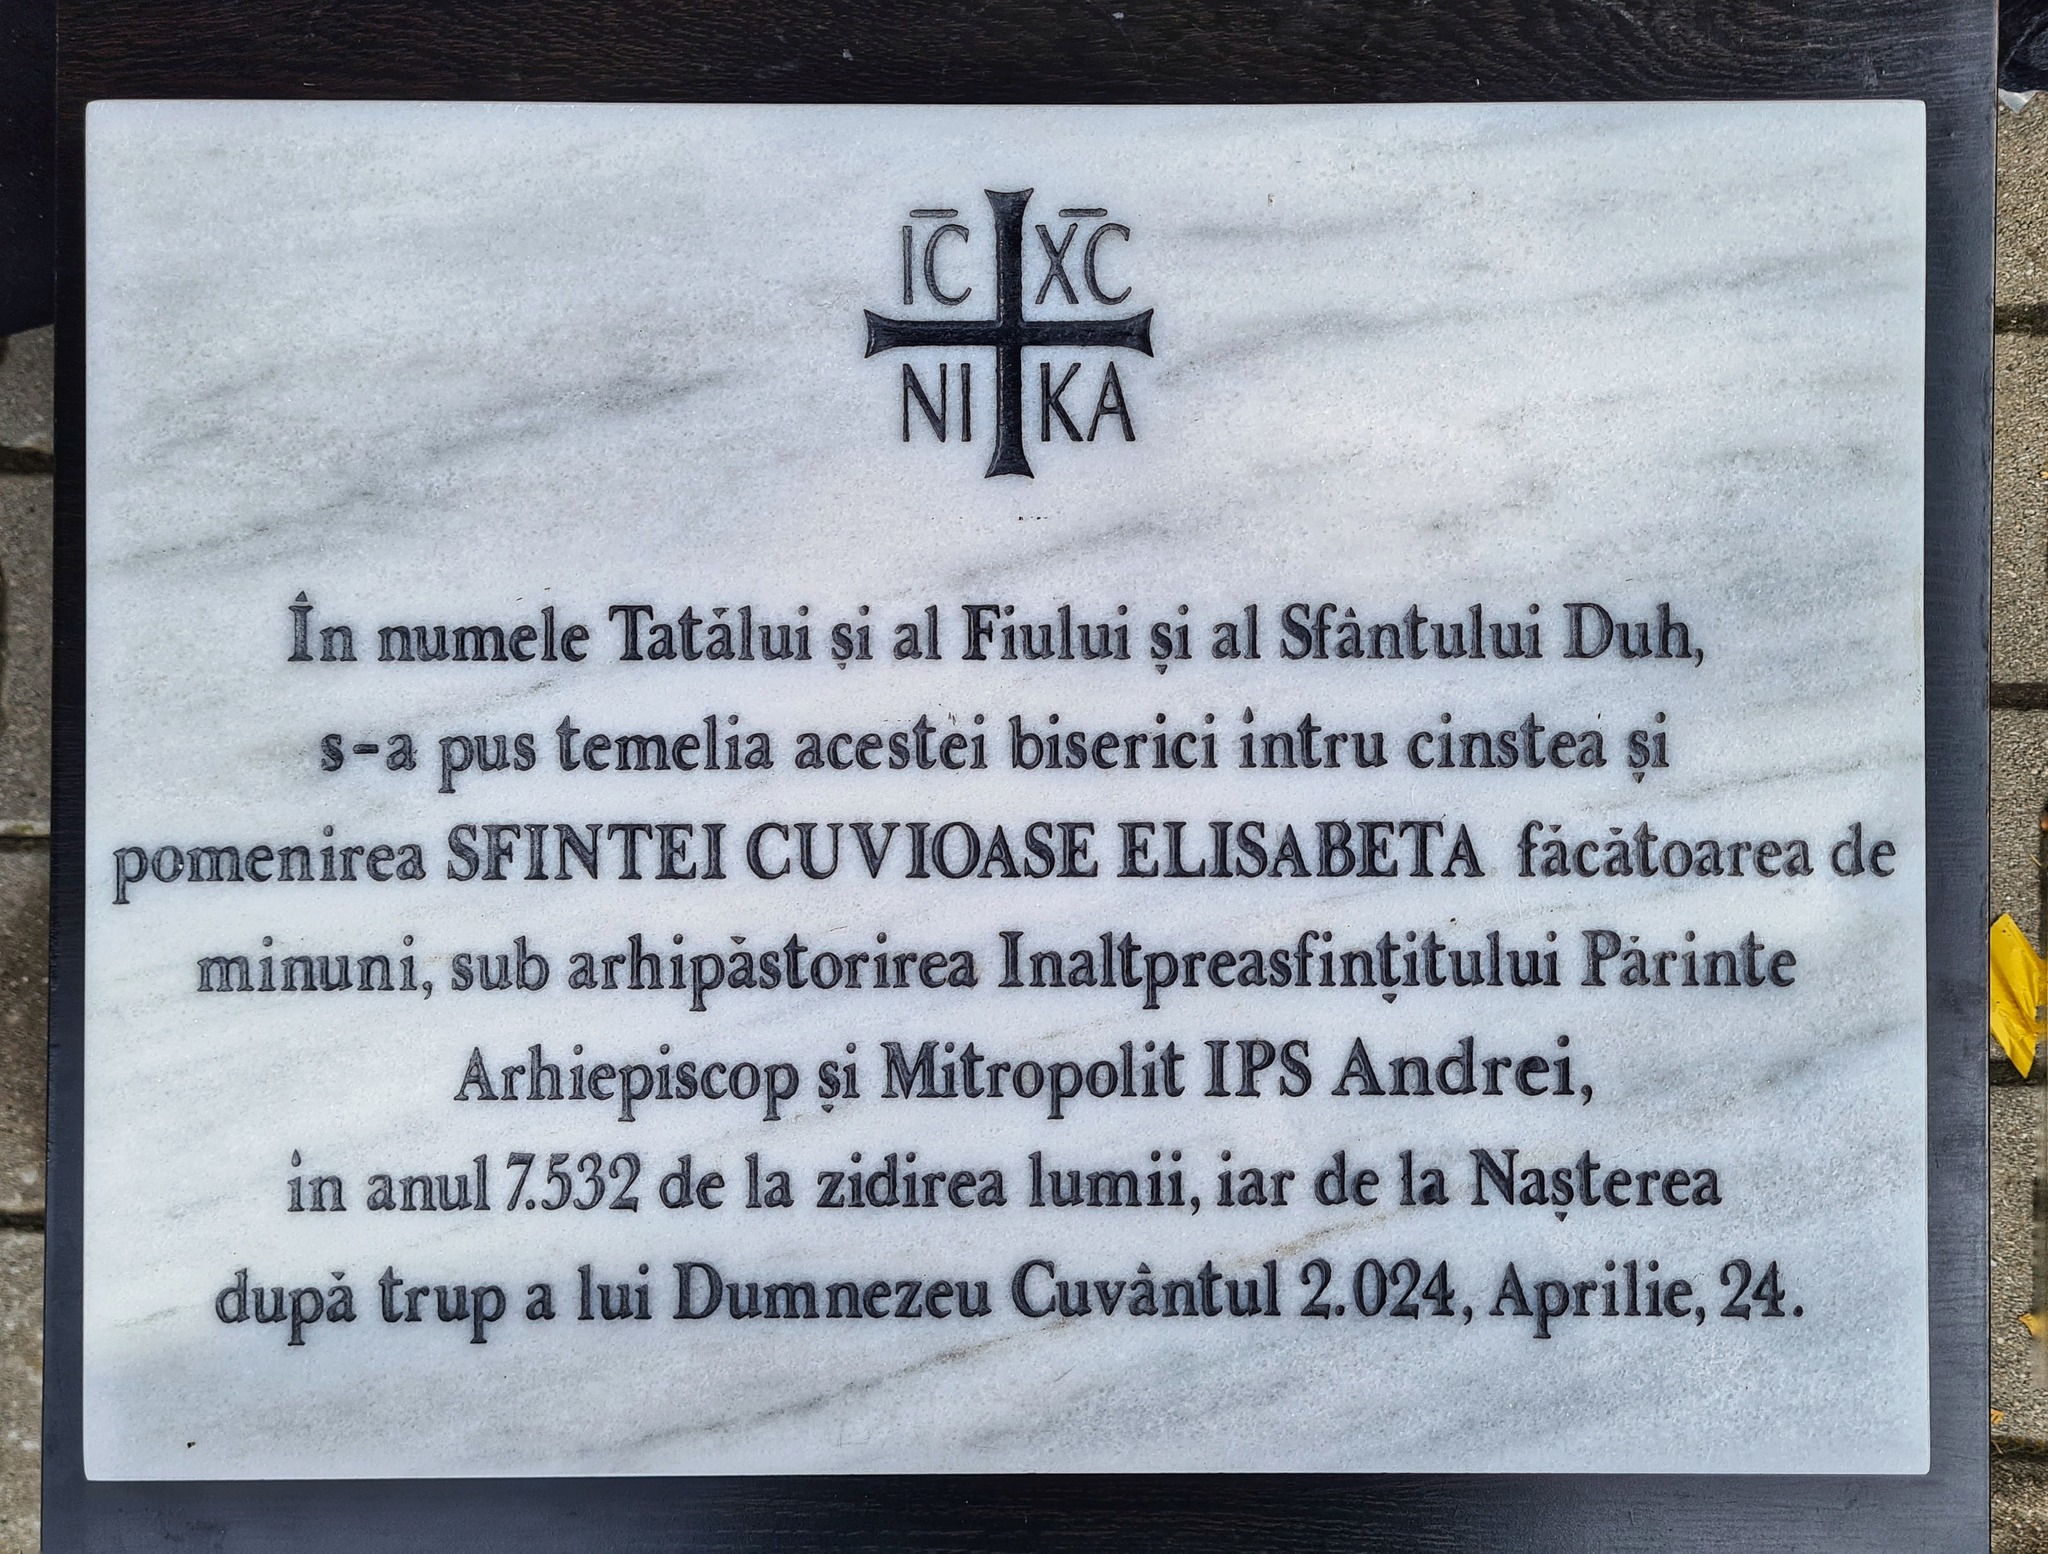 IC XC
NI KA
În numele Tatălui și al Fiului și al Sfântului Duh,
s-a pus temelia acestei biserici întru cinstea și
pomenirea SFINTEI CUVIOASE ELISABETA făcătoarea de
minuni, sub arhipăstorirea Inaltpreasfințitului Părinte
Arhiepiscop și Mitropolit IPS Andrei,
în anul 7.532 de la zidirea lumii, iar de la Nașterea
după trup a lui Dumnezeu Cuvântul 2.024, Aprilie, 24.